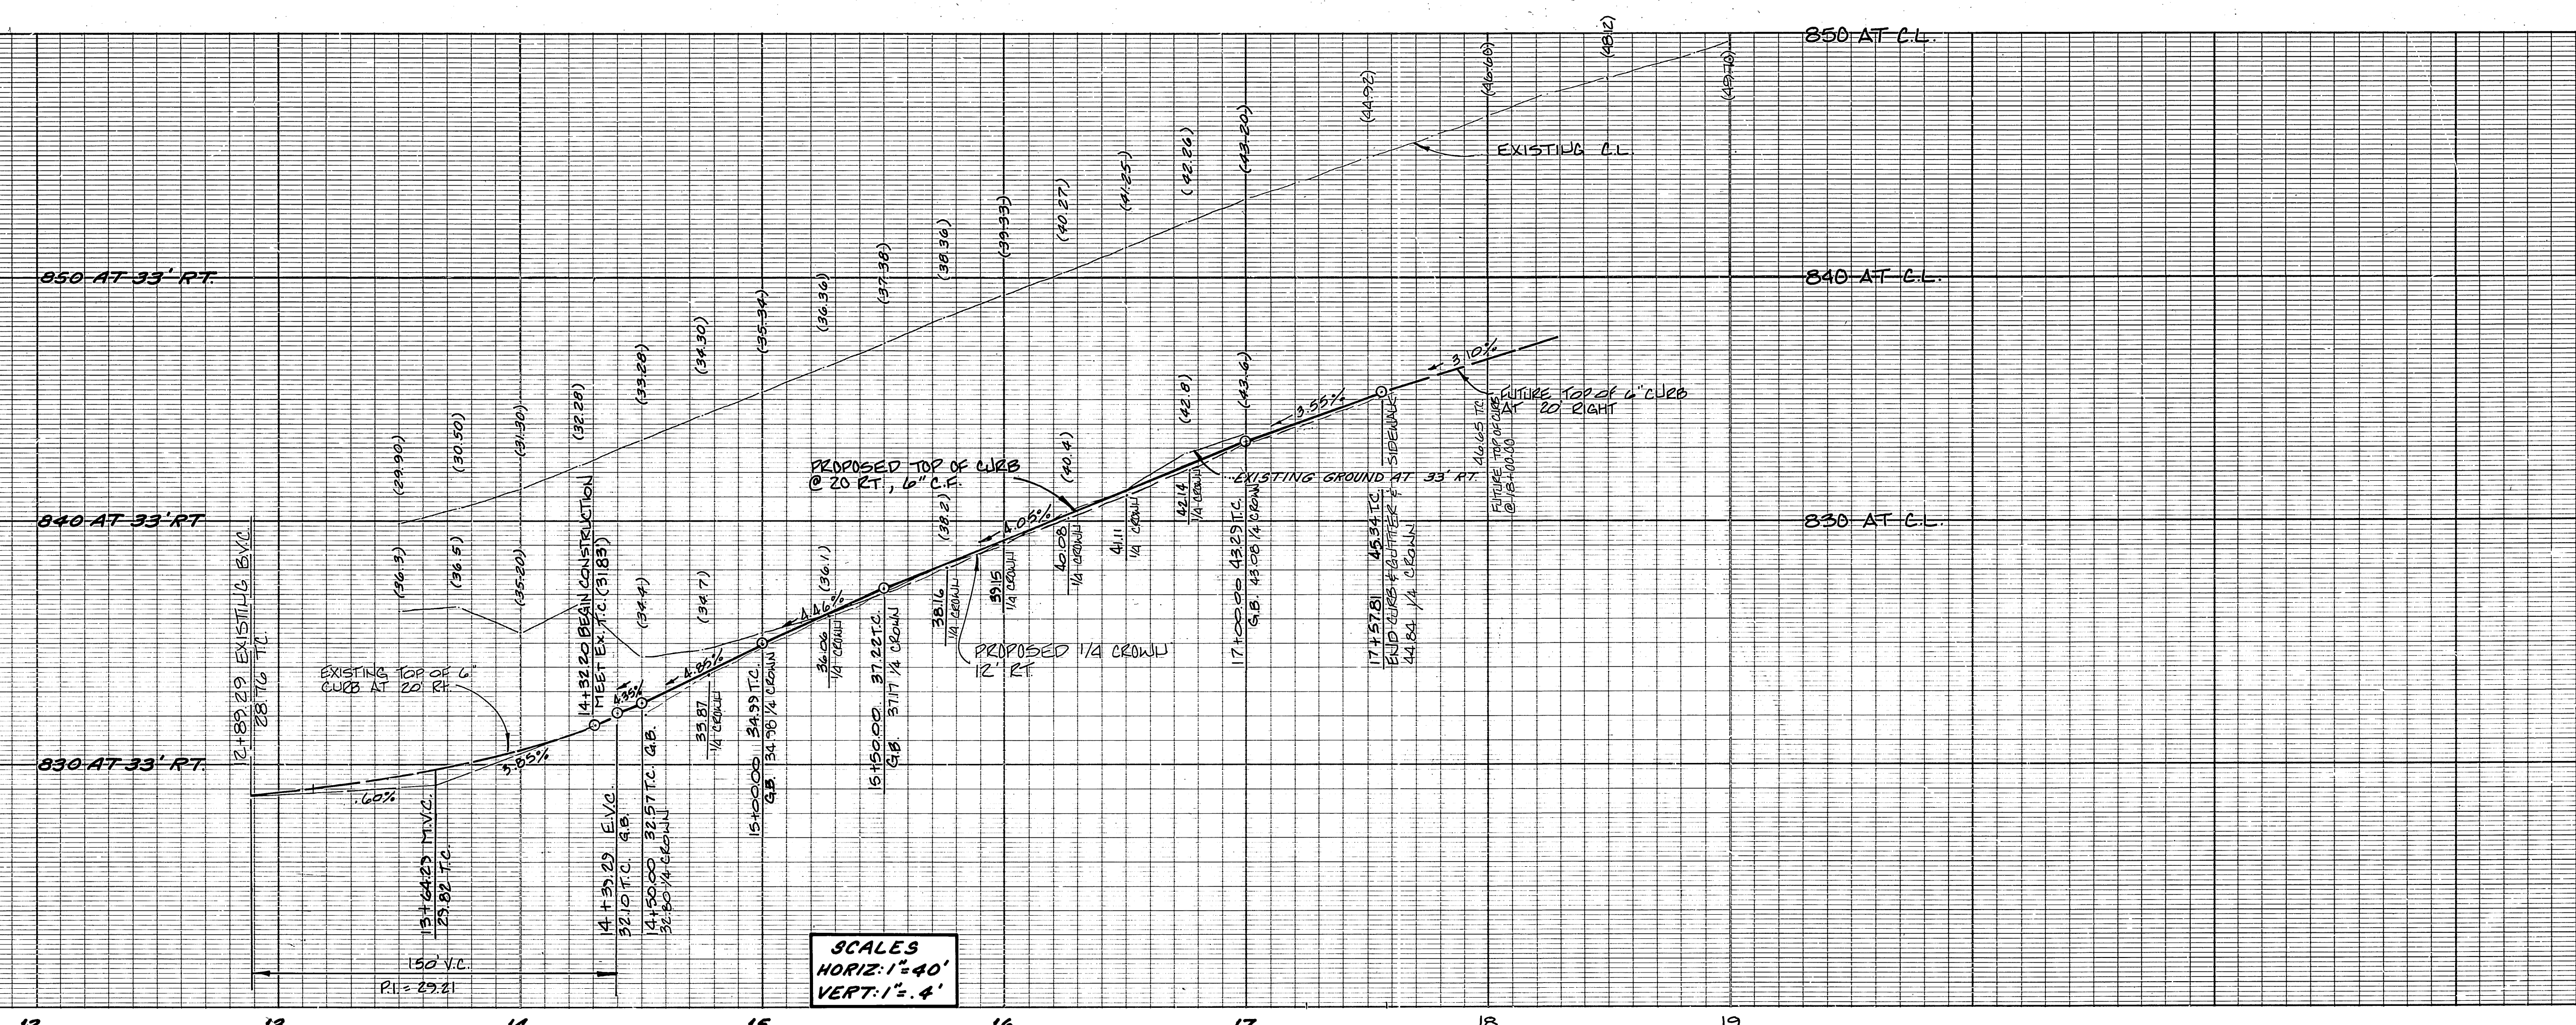 850 AT C.L.
(48.12)
(46.60)
(49.70)
(44.92)
(43.20)
(42.26)
(41.25)
(40.27)
(39.33)
(38.36)
(37.38)
(36.36)
(35.34)
(34.30)
(33.28)
(32.28)
(31.30)
(30.50)
(29.90)
EXISTING C.L.
850 AT 33' RT.
840 AT C.L.
3.10%
FUTURE TOP OF 6" CURB
AT 20' RIGHT
46.65 T.C.
FUTURE TOP OF CURB
@ 18+00.00
3.55%
(43.6)
(42.8)
(40.4)
(38.2)
(36.1)
(34.7)
(34.4)
(35.20)
(36.5)
(36.3)
PROPOSED TOP OF CURB
@ 20 RT., 6" C.F.
EXISTING GROUND AT 33' RT.
840 AT 33' RT
830 AT C.L.
4.05%
4.46%
4.85%
4.35%
3.85%
.60%
12+89.29 EXISTING B.V.C.
28.76 T.C.
EXISTING TOP OF 6"
CURB AT 20' RT.
14+32.20 BEGIN CONSTRUCTION
MEET EX. T.C. (31.83')
PROPOSED 1/4 CROWN
12' RT.
830 AT 33' RT.
13+64.29 M.V.C.
29.82 T.C.
14+39.29 E.V.C.
32.10 T.C. G.B.
14+50.00 32.57 T.C. G.B.
32.80 1/4 CROWN
33.87
1/4 CROWN
15+00.00 34.99 T.C.
G.B. 34.98 1/4 CROWN
36.06
1/4 CROWN
15+50.00 37.22 T.C.
G.B. 37.17 1/4 CROWN
38.16
1/4 CROWN
39.15
1/4 CROWN
40.08
1/4 CROWN
41.11
1/4 CROWN
42.14
1/4 CROWN
17+00.00 43.29 T.C.
G.B. 43.08 1/4 CROWN
17+57.81 45.34 T.C.
END CURB & GUTTER & SIDEWALK
44.84 1/4 CROWN
150' V.C.
P.I. = 29.21
SCALES
HORIZ: 1"=40'
VERT: 1"=.4'
12 13 14 15 16 17 18 19